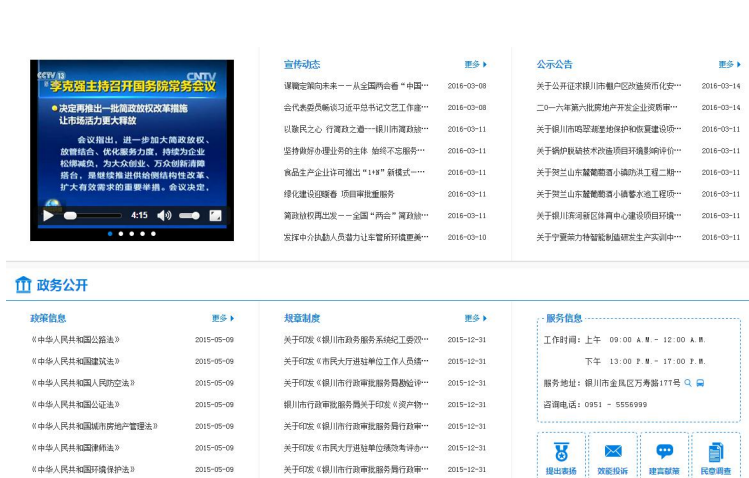 CCTV 13
CNTV
李克强主持召开国务院常务会议
决定再推出一批简政放权改革措施
让市场活力更大释放
会议指出，进一步加大简政放权、
放管结合、优化服务力度，持续为企业
松绑减负，为大众创业、万众创新清障
搭台，是继续推进供给侧结构性改革、
扩大有效需求的重要举措。会议决定，
4:15
宣传动态 更多
谋篇定策向未来——从全国两会看“中国··· 2016-03-08
会代表委员畅谈习近平总书记文艺工作座··· 2016-03-08
以敬民之心 行简政之道——银川市简政放··· 2016-03-11
坚持做好办理业务的主体 始终不忘服务··· 2016-03-11
食品生产企业许可推出“1+N”新模式—··· 2016-03-11
绿化建设迎暖春 项目审批重服务 2016-03-11
简政放权再出发——全国“两会”简政放··· 2016-03-11
发挥中介执勤人员潜力让车管所环境更美··· 2016-03-10
公示公告 更多
关于公开征求银川市棚户区改造货币化安··· 2016-03-14
二0一六年第六批房地产开发企业资质审··· 2016-03-14
关于银川市鸣翠湖湿地保护和恢复建设项··· 2016-03-11
关于锅炉脱硫技术改造项目环境影响评价··· 2016-03-11
关于贺兰山东麓葡萄酒小镇防洪工程二期··· 2016-03-11
关于贺兰山东麓葡萄酒小镇蓄水池工程项··· 2016-03-11
关于银川滨河新区体育中心建设项目环境··· 2016-03-11
关于宁夏荣力特智能制造研发生产实训中··· 2016-03-11
政务公开
政策信息 更多
《中华人民共和国公路法》 2015-05-09
《中华人民共和国建筑法》 2015-05-09
《中华人民共和国人民防空法》 2015-05-09
《中华人民共和国公证法》 2015-05-09
《中华人民共和国城市房地产管理法》 2015-05-09
《中华人民共和国律师法》 2015-05-09
《中华人民共和国环境保护法》 2015-05-09
规章制度 更多
关于印发《银川市政务服务系统纪工委双··· 2015-12-31
关于印发《市民大厅进驻单位工作人员绩··· 2015-12-31
关于印发《银川市行政审批服务局勘验评··· 2015-12-31
银川市行政审批服务局关于印发《资产物··· 2015-12-31
关于印发《银川市行政审批服务局行政审··· 2015-12-31
关于印发《市民大厅进驻单位绩效考评办··· 2015-12-31
关于印发《银川市行政审批服务局行政审··· 2015-12-31
服务信息
工作时间：上午 09:00 A.M.- 12:00 A.M.
下午 13:00 P.M.- 17:00 P.M.
服务地址：银川市金凤区万寿路177号
咨询电话：0951 - 5556999
提出表扬 效能投诉 建言献策 民意调查